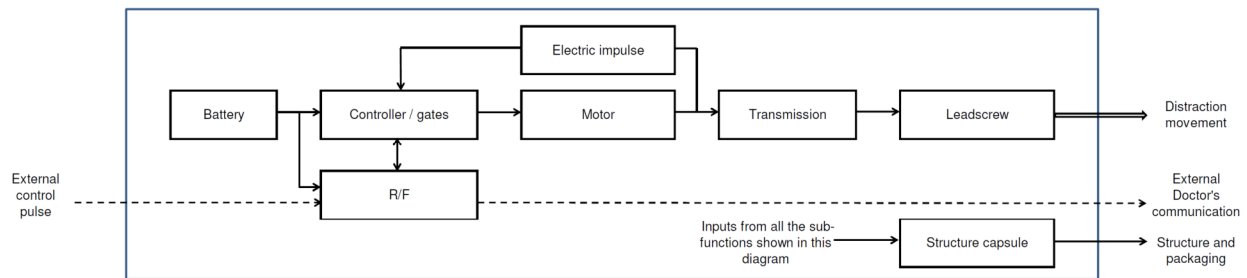 Electric impulse
Battery
Controller / gates
Motor
Transmission
Leadscrew
Distraction
movement
External
control
pulse
R/F
External
Doctor's
communication
Inputs from all the sub-
functions shown in this
diagram
Structure capsule
Structure and
packaging